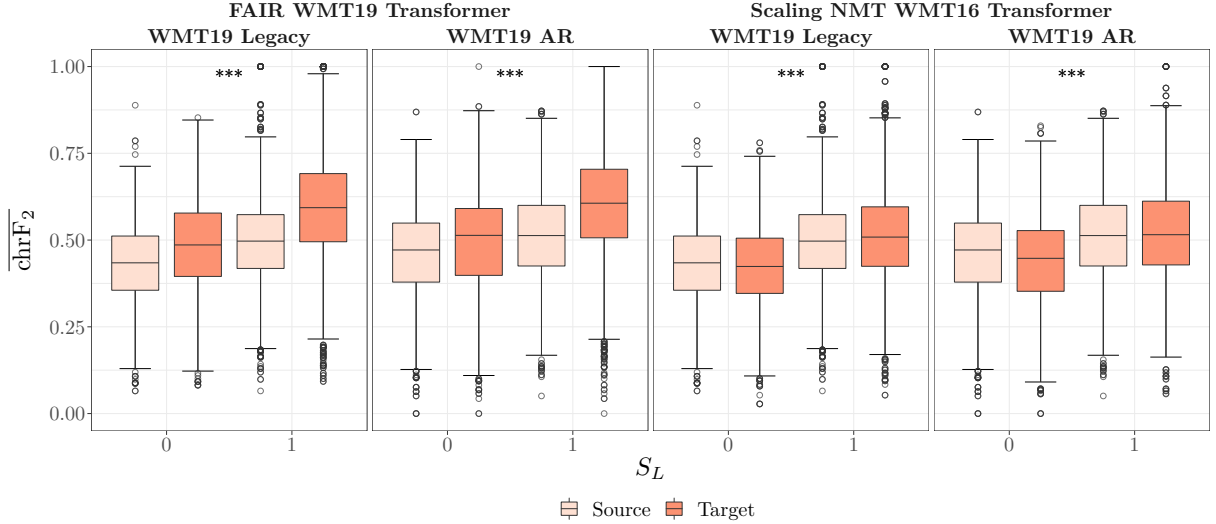 FAIR WMT19 Transformer Scaling NMT WMT16 Transformer
WMT19 Legacy WMT19 AR WMT19 Legacy WMT19 AR
*** *** *** ***
1.00
0.75
0.50
0.25
0.00
chrF₂
0 1 0 1 0 1 0 1
S_L
Source Target